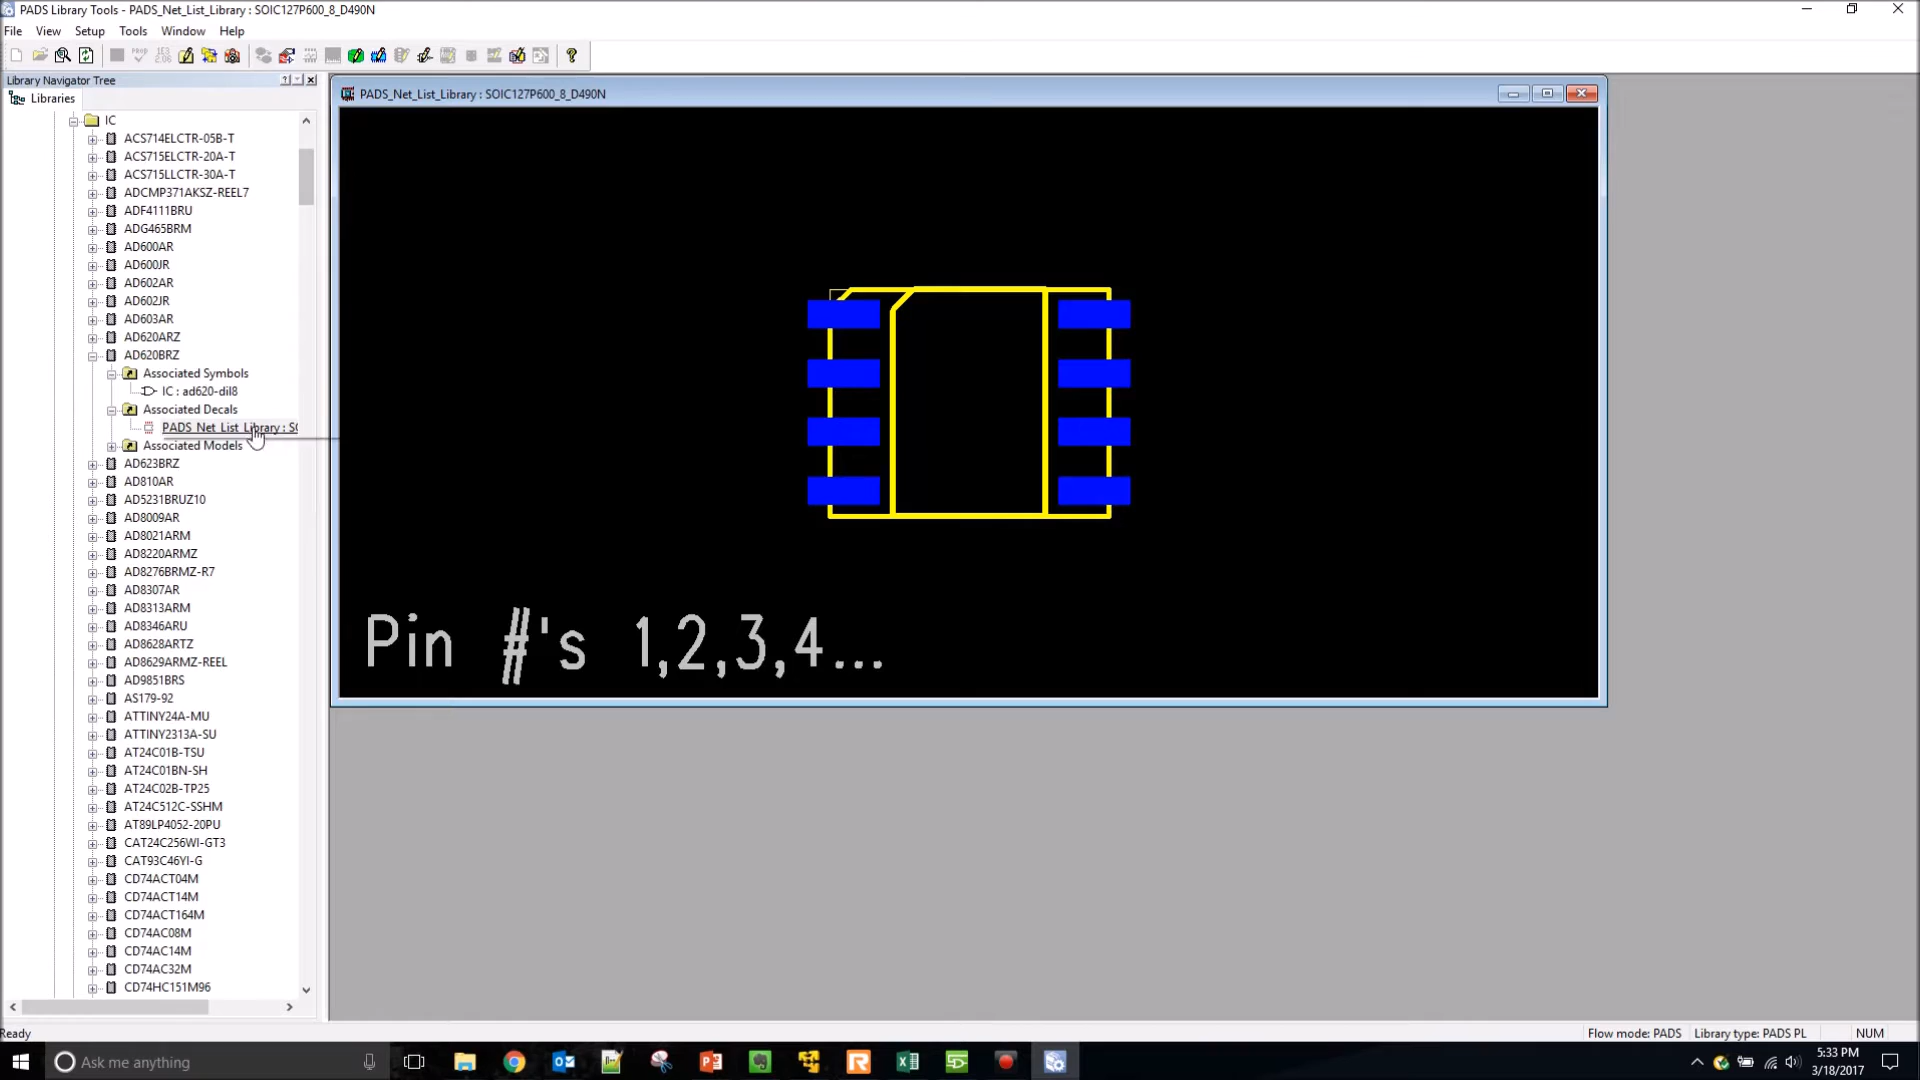 PADS Library Tools - PADS_Net_List_Library : SOIC127P600_8_D490N
File View Setup Tools Window Help
Library Navigator Tree
Libraries
IC
ACS714ELCTR-05B-T
ACS715ELCTR-20A-T
ACS715LLCTR-30A-T
ADCMP371AKSZ-REEL7
ADF4111BRU
ADG465BRM
AD600AR
AD600JR
AD602AR
AD602JR
AD603AR
AD620ARZ
AD620BRZ
Associated Symbols
IC : ad620-dil8
Associated Decals
PADS_Net_List_Library : SO
Associated Models
AD623BRZ
AD810AR
AD5231BRUZ10
AD8009AR
AD8021ARM
AD8220ARMZ
AD8276BRMZ-R7
AD8307AR
AD8313ARM
AD8346ARU
AD8628ARTZ
AD8629ARMZ-REEL
AD9851BRS
AS179-92
ATTINY24A-MU
ATTINY2313A-SU
AT24C01B-TSU
AT24C01BN-SH
AT24C02B-TP25
AT24C512C-SSHM
AT89LP4052-20PU
CAT24C256WI-GT3
CAT93C46YI-G
CD74ACT04M
CD74ACT14M
CD74ACT164M
CD74AC08M
CD74AC14M
CD74AC32M
CD74HC151M96
PADS_Net_List_Library : SOIC127P600_8_D490N
Pin #'s 1,2,3,4...
Ready
Flow mode: PADS Library type: PADS PL NUM
Ask me anything
5:33 PM
3/18/2017